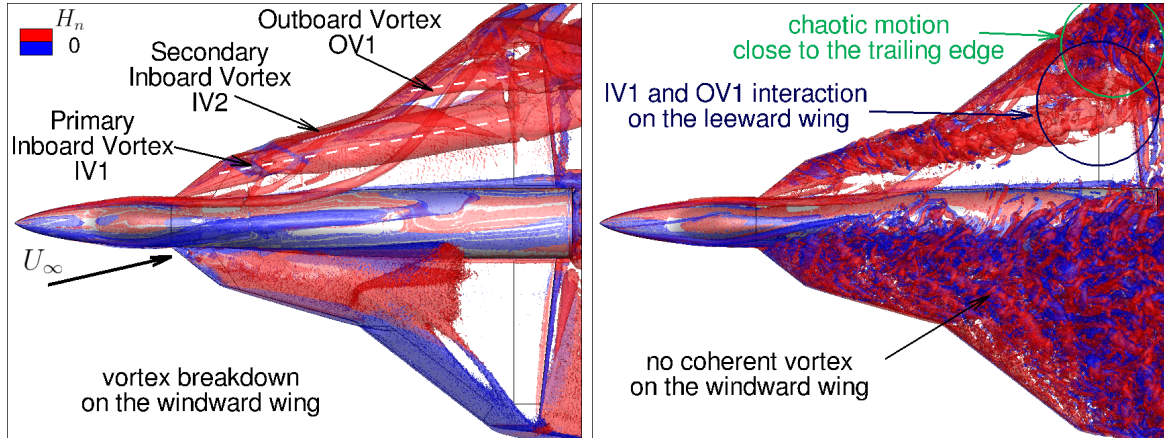 H_n
0
Outboard Vortex
OV1
Secondary
Inboard Vortex
IV2
Primary
Inboard Vortex
IV1
U_∞
vortex breakdown
on the windward wing
chaotic motion
close to the trailing edge
IV1 and OV1 interaction
on the leeward wing
no coherent vortex
on the windward wing